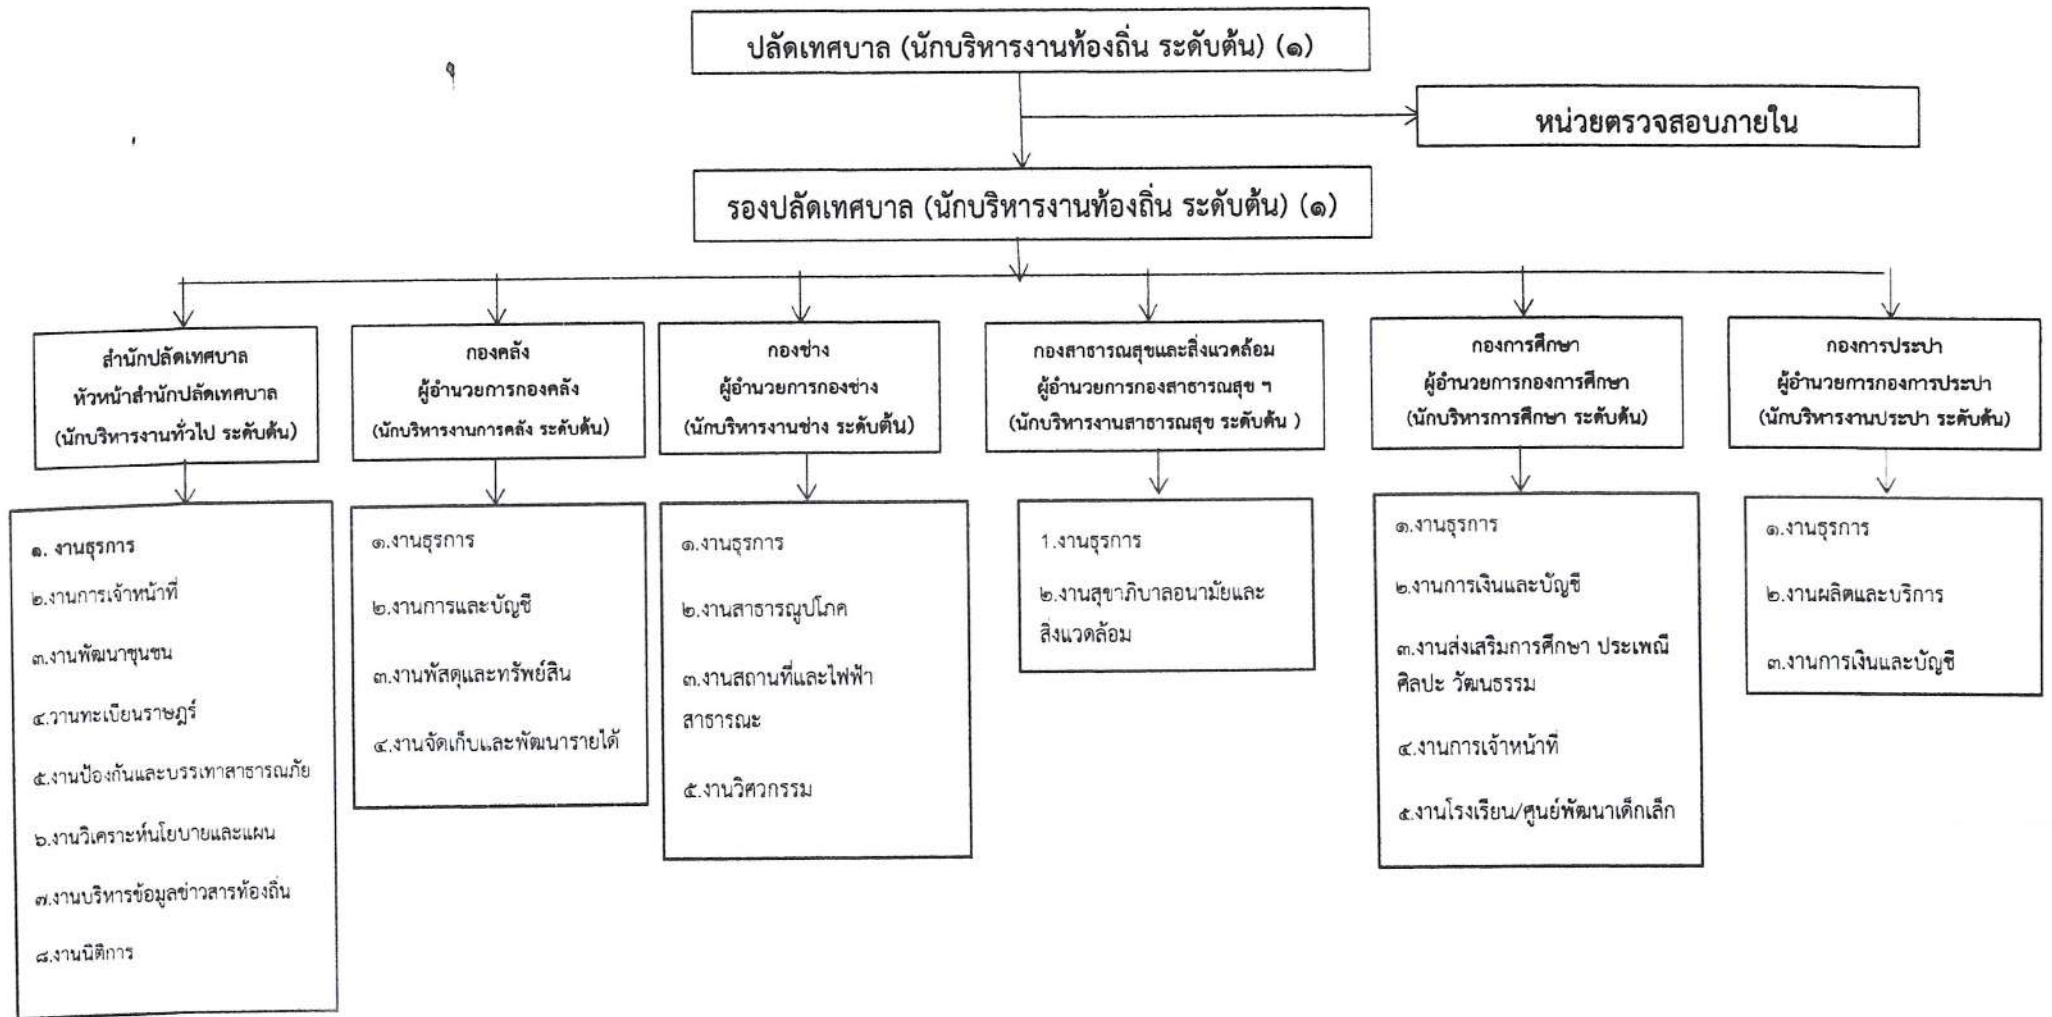 ปลัดเทศบาล (นักบริหารงานท้องถิ่น ระดับต้น) (๑)
หน่วยตรวจสอบภายใน
รองปลัดเทศบาล (นักบริหารงานท้องถิ่น ระดับต้น) (๑)
สำนักปลัดเทศบาล
หัวหน้าสำนักปลัดเทศบาล
(นักบริหารงานทั่วไป ระดับต้น)
กองคลัง
ผู้อำนวยการกองคลัง
(นักบริหารงานการคลัง ระดับต้น)
กองช่าง
ผู้อำนวยการกองช่าง
(นักบริหารงานช่าง ระดับต้น)
กองสาธารณสุขและสิ่งแวดล้อม
ผู้อำนวยการกองสาธารณสุข ฯ
(นักบริหารงานสาธารณสุข ระดับต้น )
กองการศึกษา
ผู้อำนวยการกองการศึกษา
(นักบริหารการศึกษา ระดับต้น)
กองการประปา
ผู้อำนวยการกองการประปา
(นักบริหารงานประปา ระดับต้น)
๑. งานธุรการ
๒.งานการเจ้าหน้าที่
๓.งานพัฒนาชุนชน
๔.วานทะเบียนราษฎร์
๕.งานป้องกันและบรรเทาสาธารณภัย
๖.งานวิเคราะห์นโยบายและแผน
๗.งานบริหารข้อมูลข่าวสารท้องถิ่น
๘.งานนิติการ
๑.งานธุรการ
๒.งานการและบัญชี
๓.งานพัสดุและทรัพย์สิน
๔.งานจัดเก็บและพัฒนารายได้
๑.งานธุรการ
๒.งานสาธารณูปโภค
๓.งานสถานที่และไฟฟ้า
สาธารณะ
๕.งานวิศวกรรม
1.งานธุรการ
๒.งานสุขาภิบาลอนามัยและ
สิ่งแวดล้อม
๑.งานธุรการ
๒.งานการเงินและบัญชี
๓.งานส่งเสริมการศึกษา ประเพณี
ศิลปะ วัฒนธรรม
๔.งานการเจ้าหน้าที่
๕.งานโรงเรียน/ศูนย์พัฒนาเด็กเล็ก
๑.งานธุรการ
๒.งานผลิตและบริการ
๓.งานการเงินและบัญชี